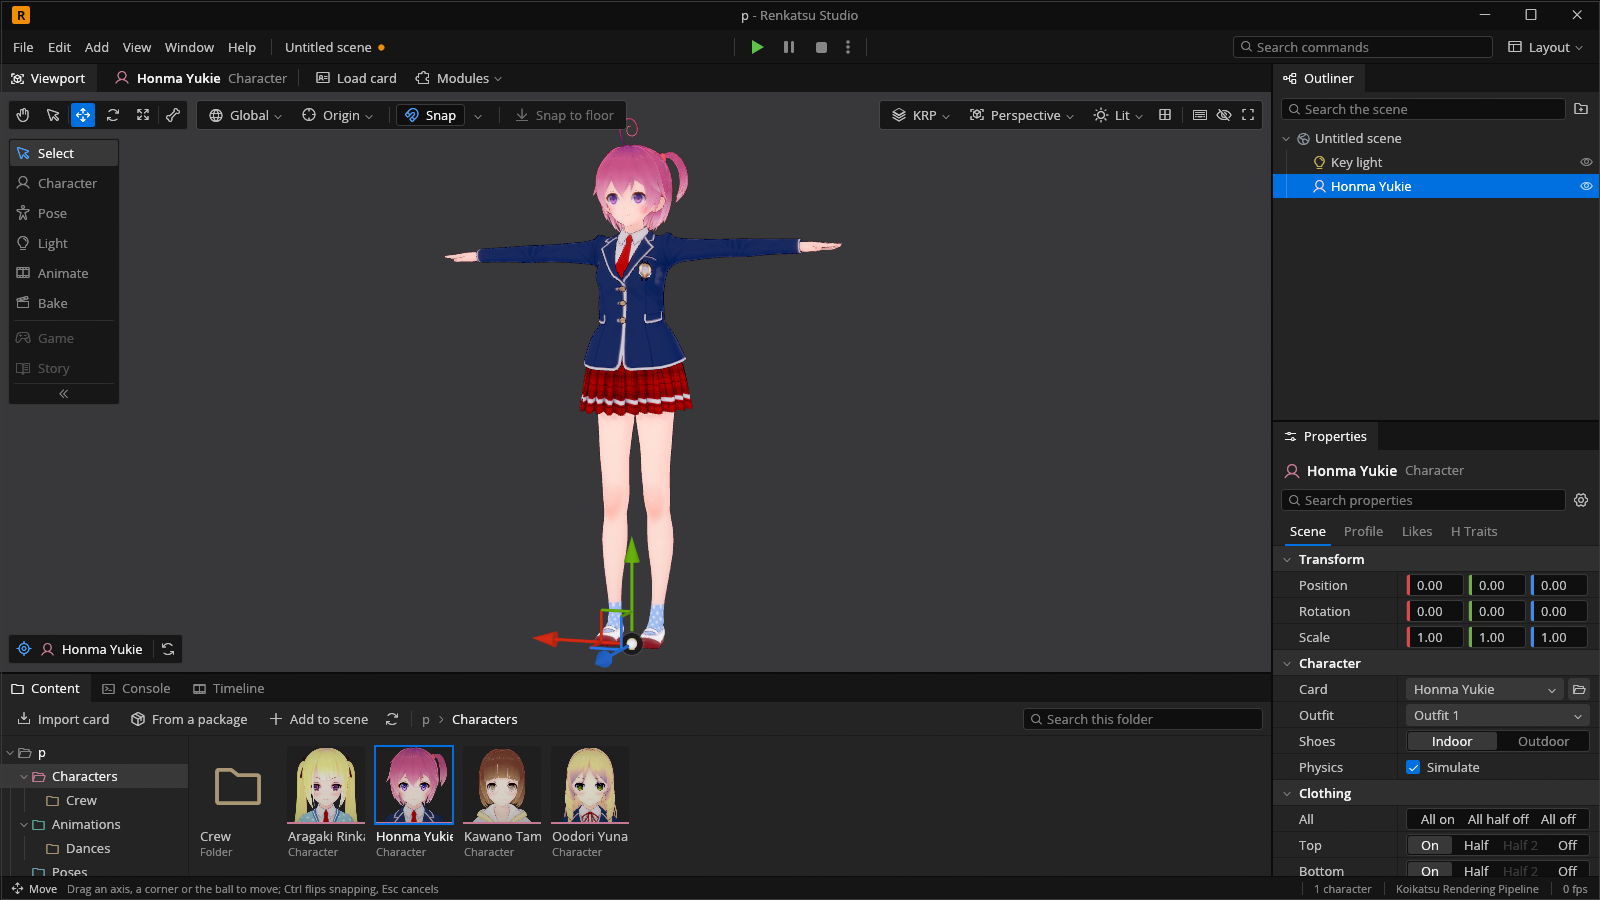 R
p - Renkatsu Studio
File Edit Add View Window Help Untitled scene
Search commands
Layout
Viewport
Honma Yukie Character
Load card
Modules
Outliner
Global
Origin
Snap
Snap to floor
KRP
Perspective
Lit
Search the scene
Select
Character
Pose
Light
Animate
Bake
Game
Story
Untitled scene
Key light
Honma Yukie
Properties
Honma Yukie Character
Search properties
Scene Profile Likes H Traits
Transform
Position 0.00 0.00 0.00
Rotation 0.00 0.00 0.00
Scale 1.00 1.00 1.00
Character
Card Honma Yukie
Outfit Outfit 1
Shoes Indoor Outdoor
Physics Simulate
Clothing
All All on All half off All off
Top On Half Half 2 Off
Bottom On Half Half 2 Off
Honma Yukie
Content Console Timeline
Import card From a package Add to scene p > Characters
Search this folder
p
Characters
Crew
Animations
Dances
Poses
Crew
Folder
Aragaki Rinka
Character
Honma Yukie
Character
Kawano Tam
Character
Oodori Yuna
Character
Move Drag an axis, a corner or the ball to move; Ctrl flips snapping, Esc cancels
1 character Koikatsu Rendering Pipeline 0 fps